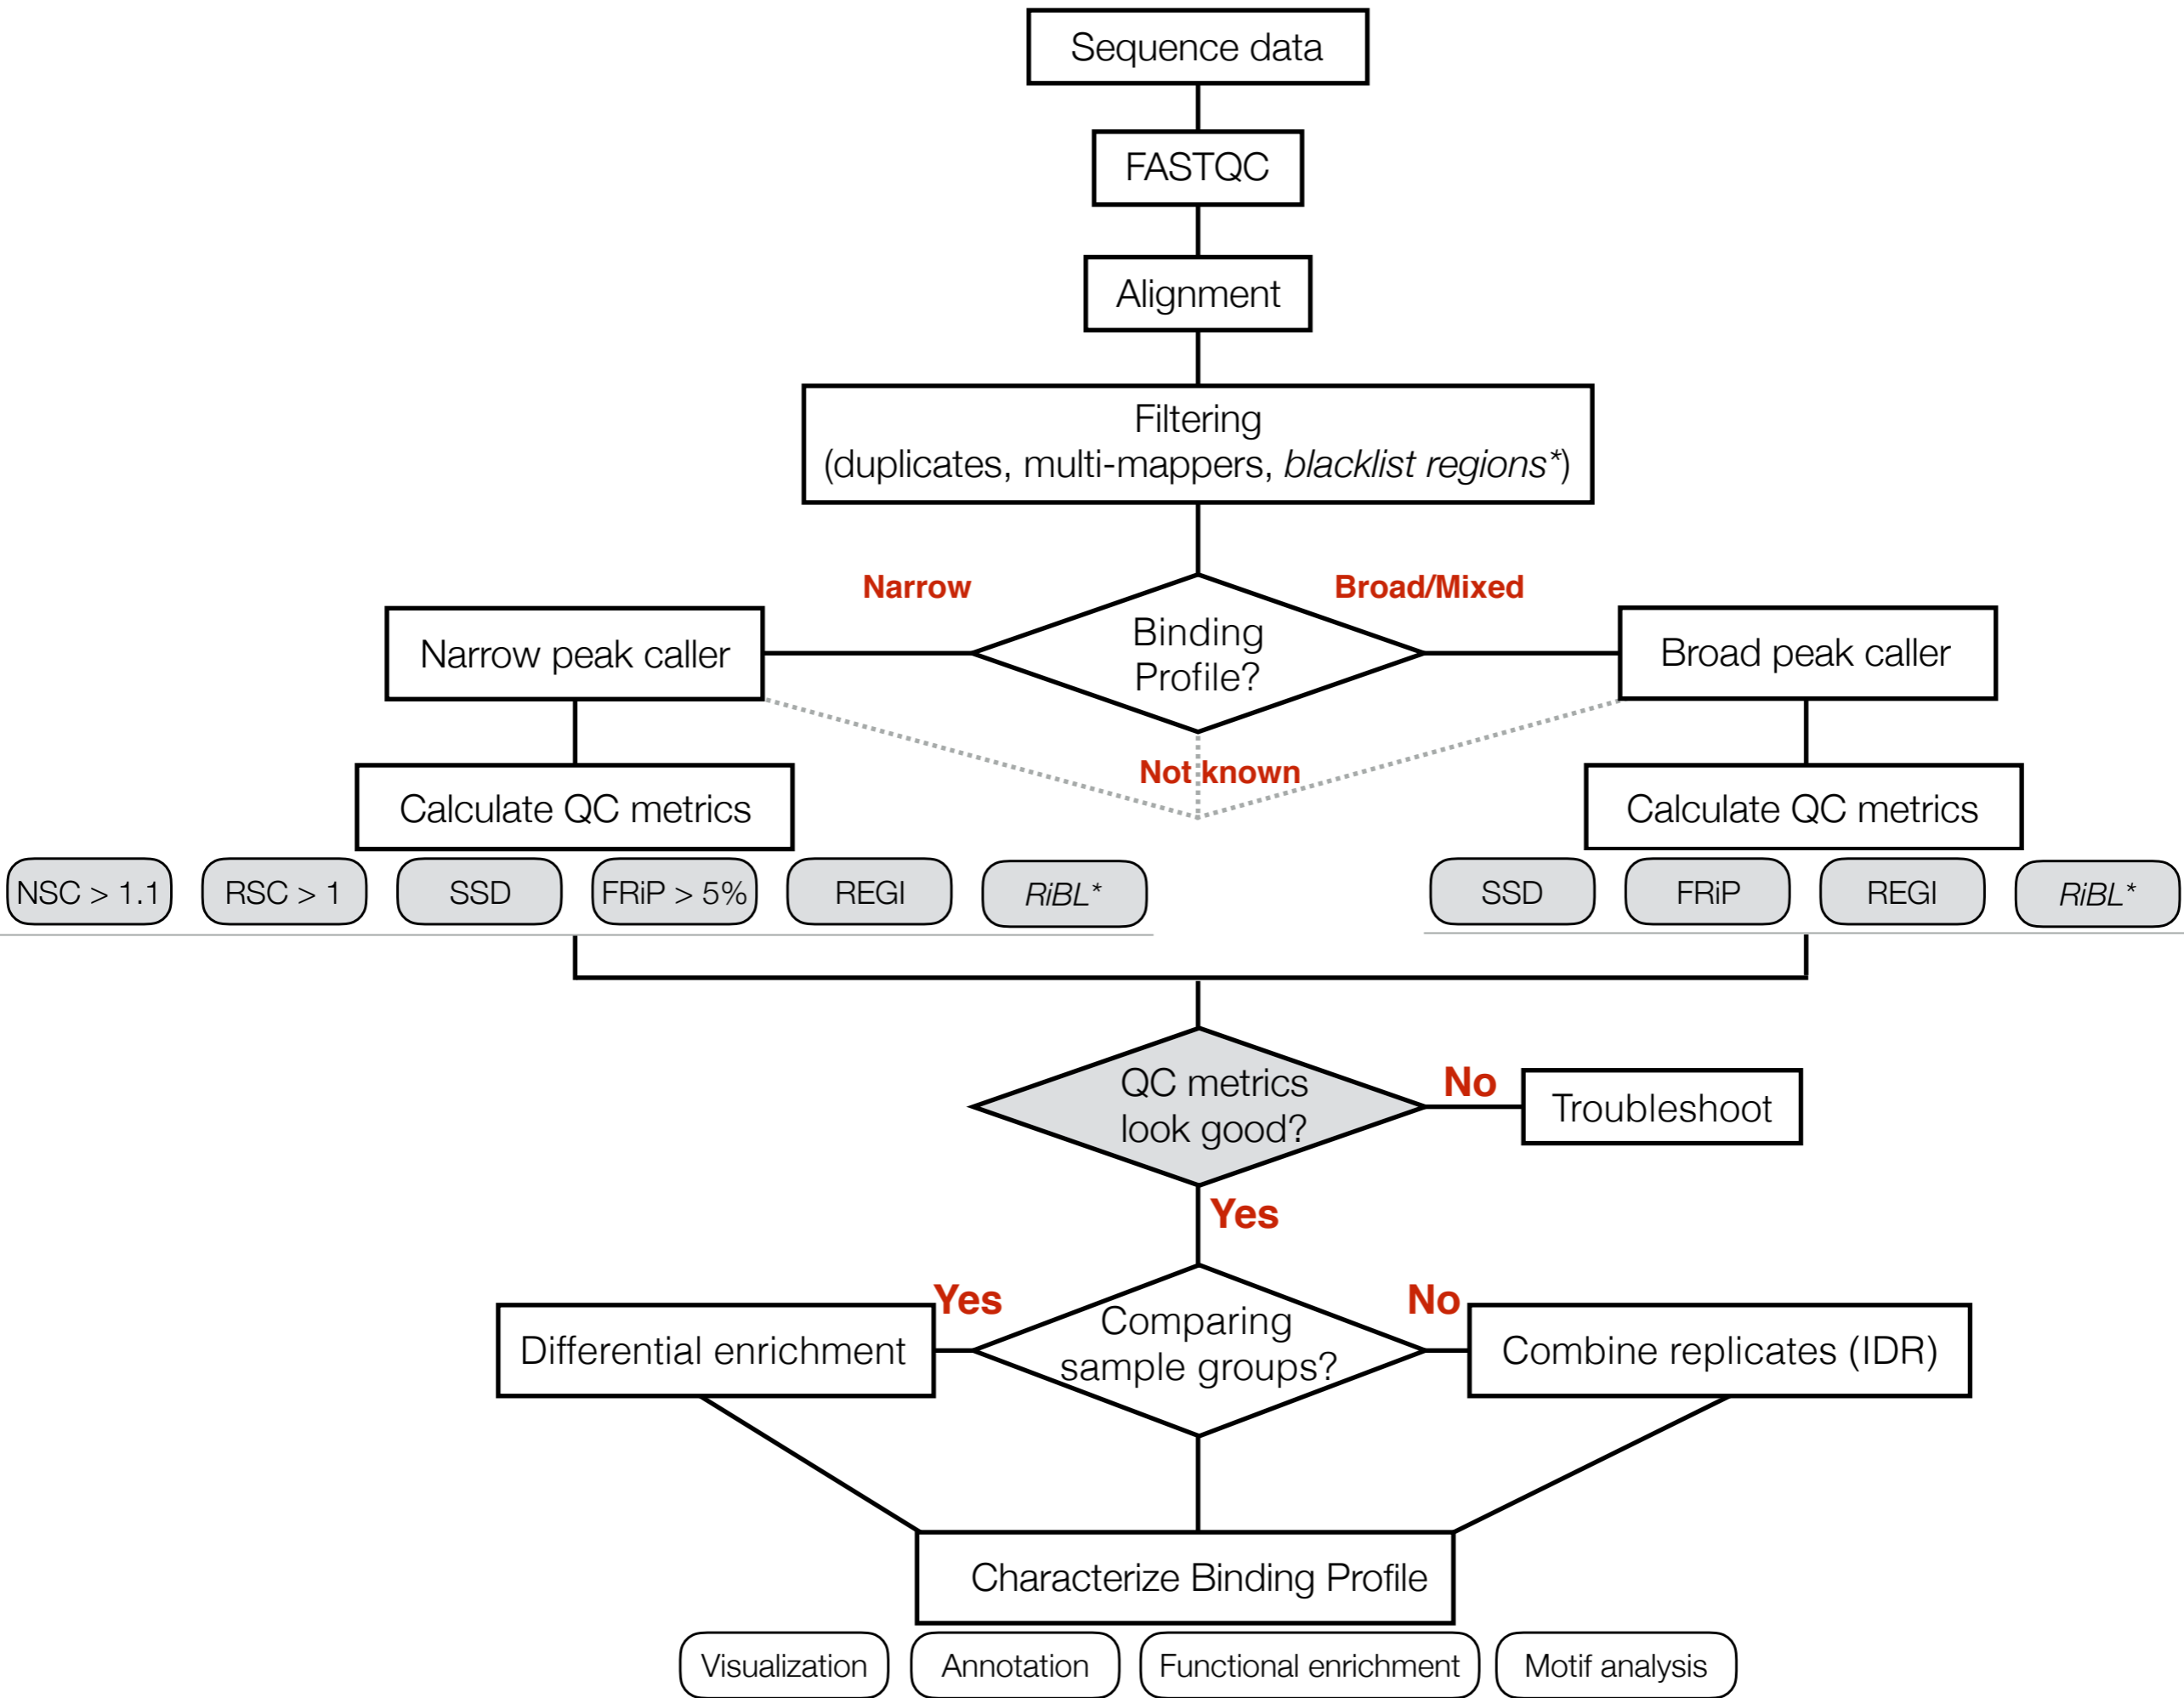 Sequence data
FASTQC
Alignment
Filtering
(duplicates, multi-mappers, blacklist regions*)
Narrow
Broad/Mixed
Narrow peak caller
Binding
Profile?
Broad peak caller
Not known
Calculate QC metrics
Calculate QC metrics
NSC > 1.1
RSC > 1
SSD
FRiP > 5%
REGI
RiBL*
SSD
FRiP
REGI
RiBL*
QC metrics
look good?
No
Troubleshoot
Yes
Yes
No
Differential enrichment
Comparing
sample groups?
Combine replicates (IDR)
Characterize Binding Profile
Visualization
Annotation
Functional enrichment
Motif analysis